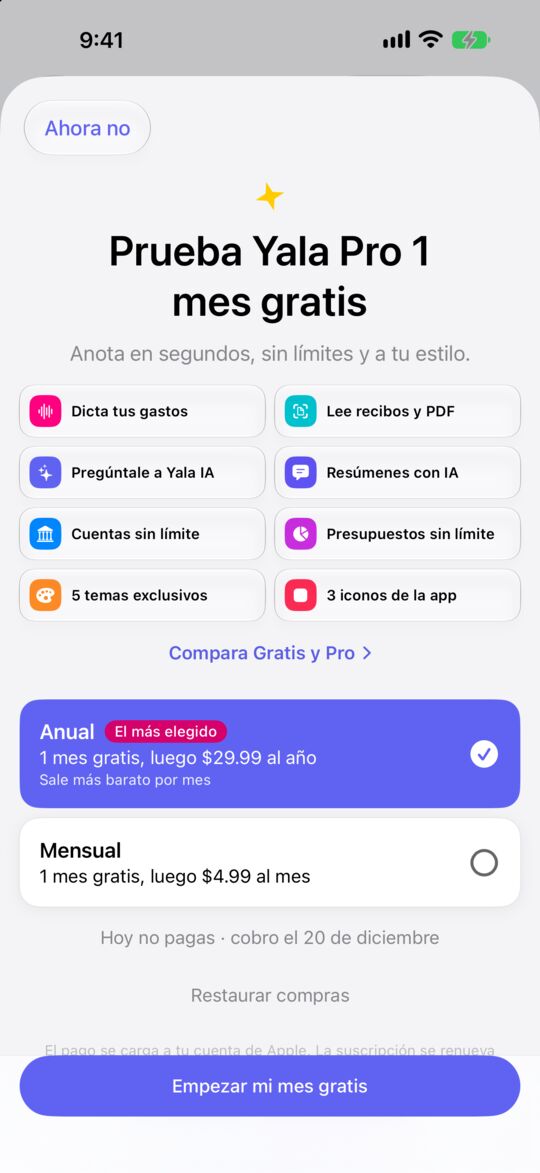 9:41
Ahora no
Prueba Yala Pro 1
mes gratis
Anota en segundos, sin límites y a tu estilo.
Dicta tus gastos
Lee recibos y PDF
Pregúntale a Yala IA
Resúmenes con IA
Cuentas sin límite
Presupuestos sin límite
5 temas exclusivos
3 iconos de la app
Compara Gratis y Pro
Anual El más elegido
1 mes gratis, luego $29.99 al año
Sale más barato por mes
Mensual
1 mes gratis, luego $4.99 al mes
Hoy no pagas · cobro el 20 de diciembre
Restaurar compras
El pago se carga a tu cuenta de Apple. La suscripción se renueva
Empezar mi mes gratis